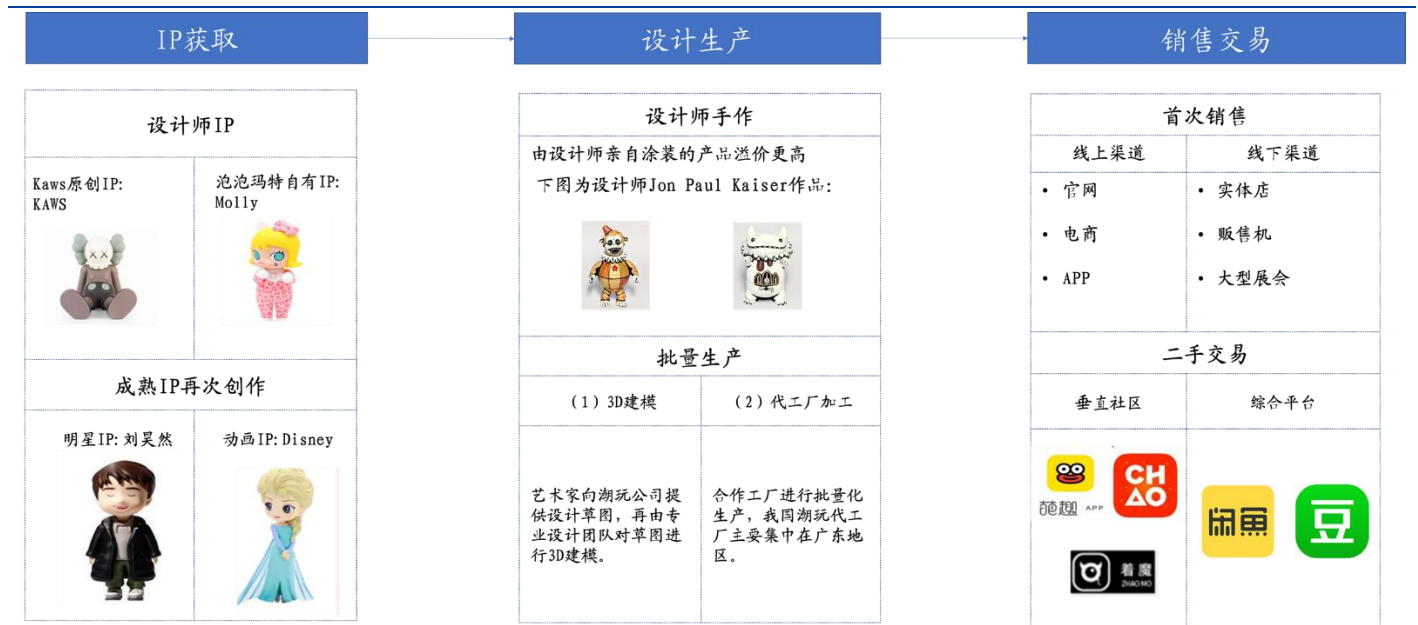 IP获取
设计生产
销售交易
设计师IP
Kaws原创IP:
KAWS
泡泡玛特自有IP:
Molly
成熟IP再次创作
明星IP:刘昊然
动画IP:Disney
设计师手作
由设计师亲自涂装的产品溢价更高
下图为设计师Jon Paul Kaiser作品:
批量生产
(1)3D建模
(2)代工厂加工
艺术家向潮玩公司提
供设计草图,再由专
业设计团队对草图进
行3D建模。
合作工厂进行批量化
生产,我国潮玩代工
厂主要集中在广东地
区。
首次销售
线上渠道
线下渠道
• 官网
• 电商
• APP
• 实体店
• 贩售机
• 大型展会
二手交易
垂直社区
综合平台
葩趣 APP
CH
AO
着魔
ZHAO MO
闲鱼
豆